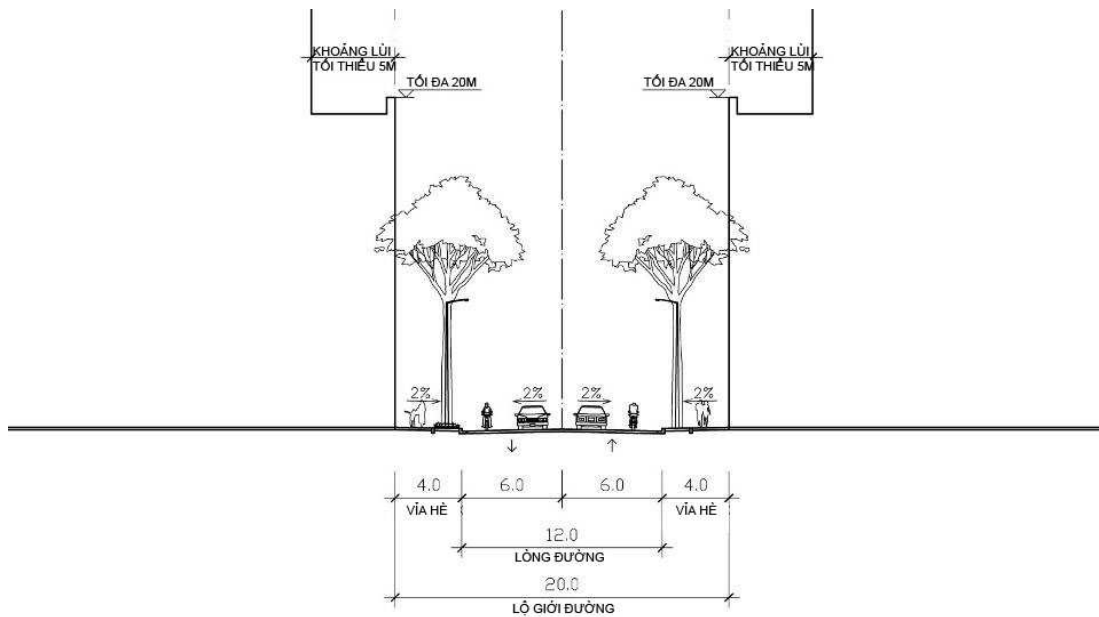 KHOẢNG LÙI
TỐI THIỂU 5M
TỐI ĐA 20M
TỐI ĐA 20M
KHOẢNG LÙI
TỐI THIỂU 5M
2%
2%
2%
2%
4.0
6.0
6.0
4.0
VỈA HÈ
VỈA HÈ
12.0
LÒNG ĐƯỜNG
20.0
LỘ GIỚI ĐƯỜNG